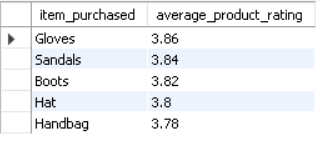 item_purchased average_product_rating
Gloves 3.86
Sandals 3.84
Boots 3.82
Hat 3.8
Handbag 3.78